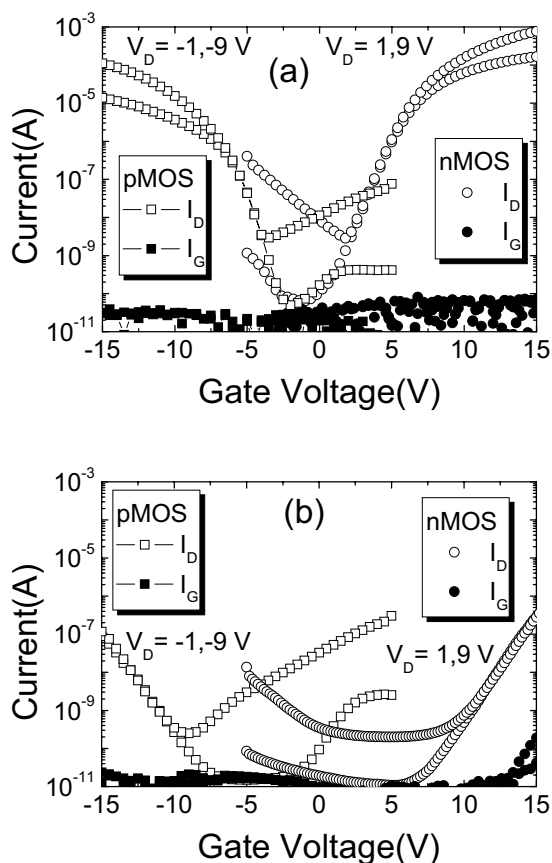 10⁻³
V_D = -1,-9 V
V_D = 1,9 V
(a)
10⁻⁵
10⁻⁷
10⁻⁹
10⁻¹¹
Current(A)
pMOS
I_D
I_G
nMOS
I_D
I_G
-15 -10 -5 0 5 10 15
Gate Voltage(V)
10⁻³
(b)
10⁻⁵
10⁻⁷
10⁻⁹
10⁻¹¹
Current(A)
pMOS
I_D
I_G
nMOS
I_D
I_G
V_D = -1,-9 V
V_D = 1,9 V
-15 -10 -5 0 5 10 15
Gate Voltage(V)